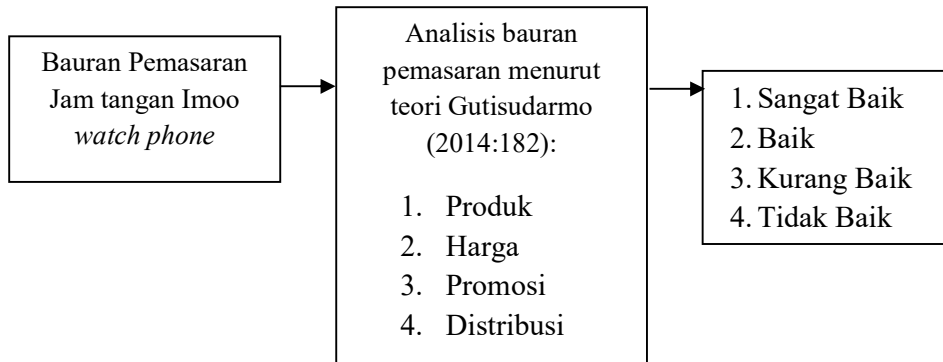 Bauran Pemasaran
Jam tangan Imoo
watch phone
Analisis bauran
pemasaran menurut
teori Gutisudarmo
(2014:182):
1. Produk
2. Harga
3. Promosi
4. Distribusi
1. Sangat Baik
2. Baik
3. Kurang Baik
4. Tidak Baik